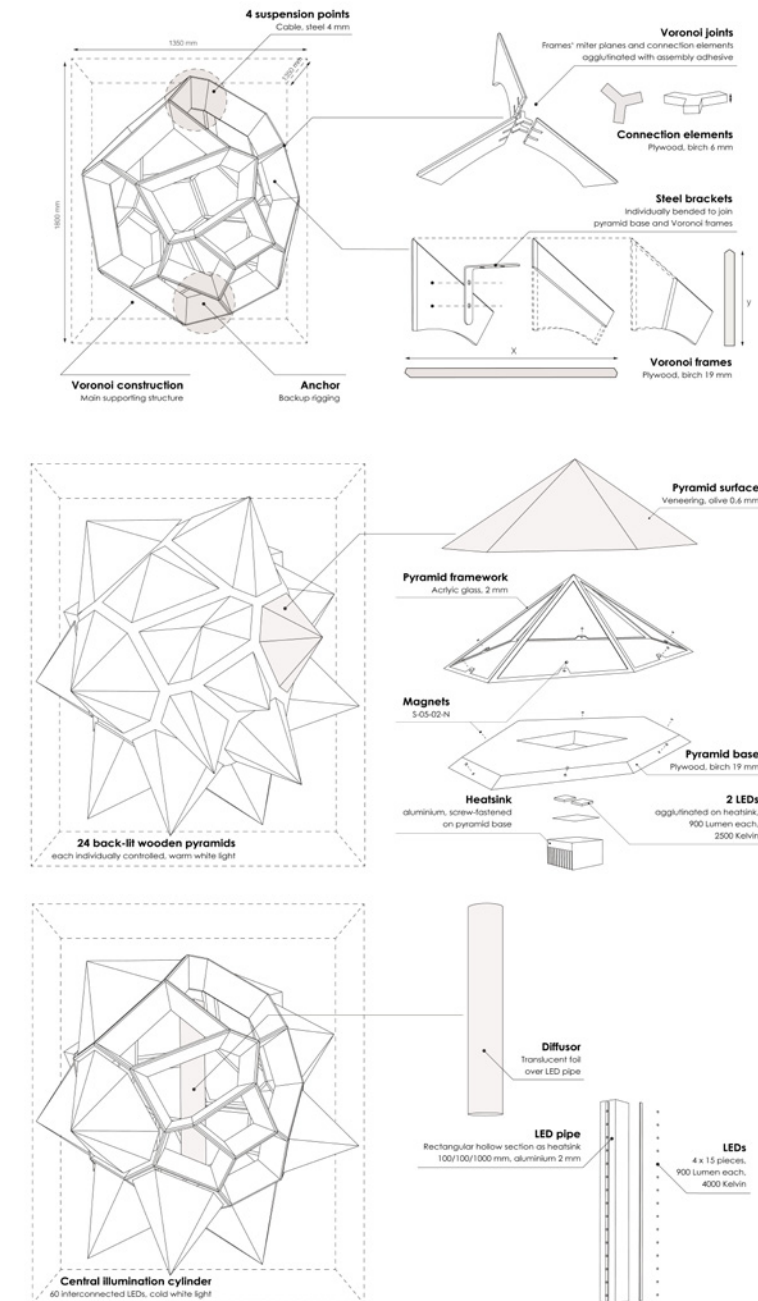 4 suspension points
Cable, steel 4 mm
1350 mm
1350 mm
1800 mm
Voronoi joints
Frames' miter planes and connection elements
agglutinated with assembly adhesive
Connection elements
Plywood, birch 6 mm
Steel brackets
Individually bended to join
pyramid base and Voronoi frames
y
X
Voronoi frames
Plywood, birch 19 mm
Voronoi construction
Main supporting structure
Anchor
Backup rigging
Pyramid surface
Veneering, olive 0.6 mm
Pyramid framework
Acrlyic glass, 2 mm
Magnets
S-05-02-N
Pyramid base
Plywood, birch 19 mm
Heatsink
aluminium, screw-fastened
on pyramid base
2 LEDs
agglutinated on heatsink,
900 Lumen each,
2500 Kelvin
24 back-lit wooden pyramids
each individually controlled, warm white light
Diffusor
Translucent foil
over LED pipe
LED pipe
Rectangular hollow section as heatsink
100/100/1000 mm, aluminium 2 mm
LEDs
4 x 15 pieces,
900 Lumen each,
4000 Kelvin
Central illumination cylinder
60 interconnected LEDs, cold white light